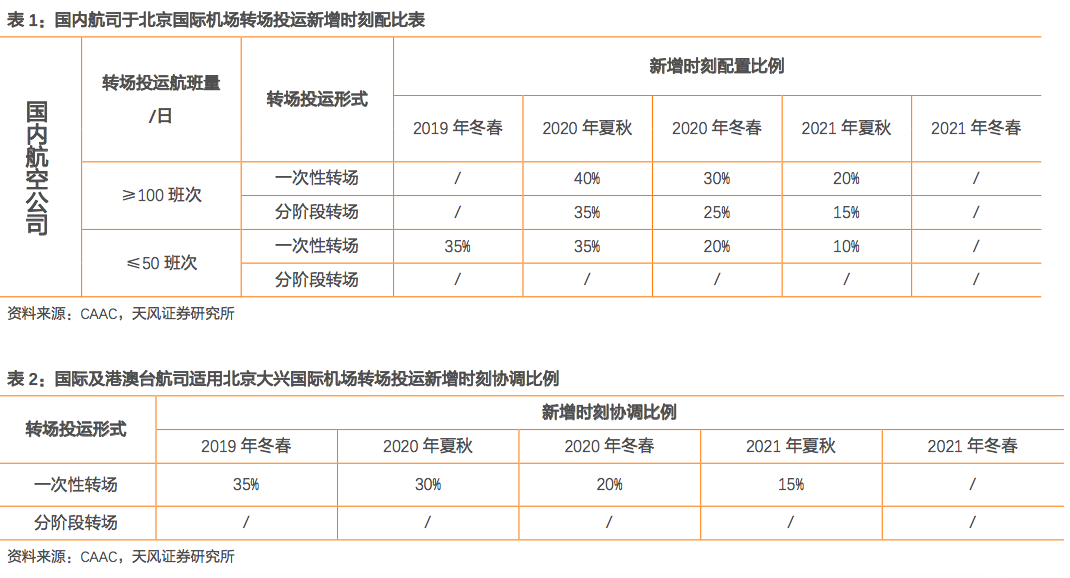 表 1：国内航司于北京国际机场转场投运新增时刻配比表
国内航空公司
转场投运航班量
/日
转场投运形式
新增时刻配置比例
2019 年冬春 2020 年夏秋 2020 年冬春 2021 年夏秋 2021 年冬春
≥100 班次
一次性转场 / 40% 30% 20% /
分阶段转场 / 35% 25% 15% /
≤50 班次
一次性转场 35% 35% 20% 10% /
分阶段转场 / / / / /
资料来源：CAAC，天风证券研究所
表 2：国际及港澳台航司适用北京大兴国际机场转场投运新增时刻协调比例
转场投运形式
新增时刻协调比例
2019 年冬春 2020 年夏秋 2020 年冬春 2021 年夏秋 2021 年冬春
一次性转场 35% 30% 20% 15% /
分阶段转场 / / / / /
资料来源：CAAC，天风证券研究所